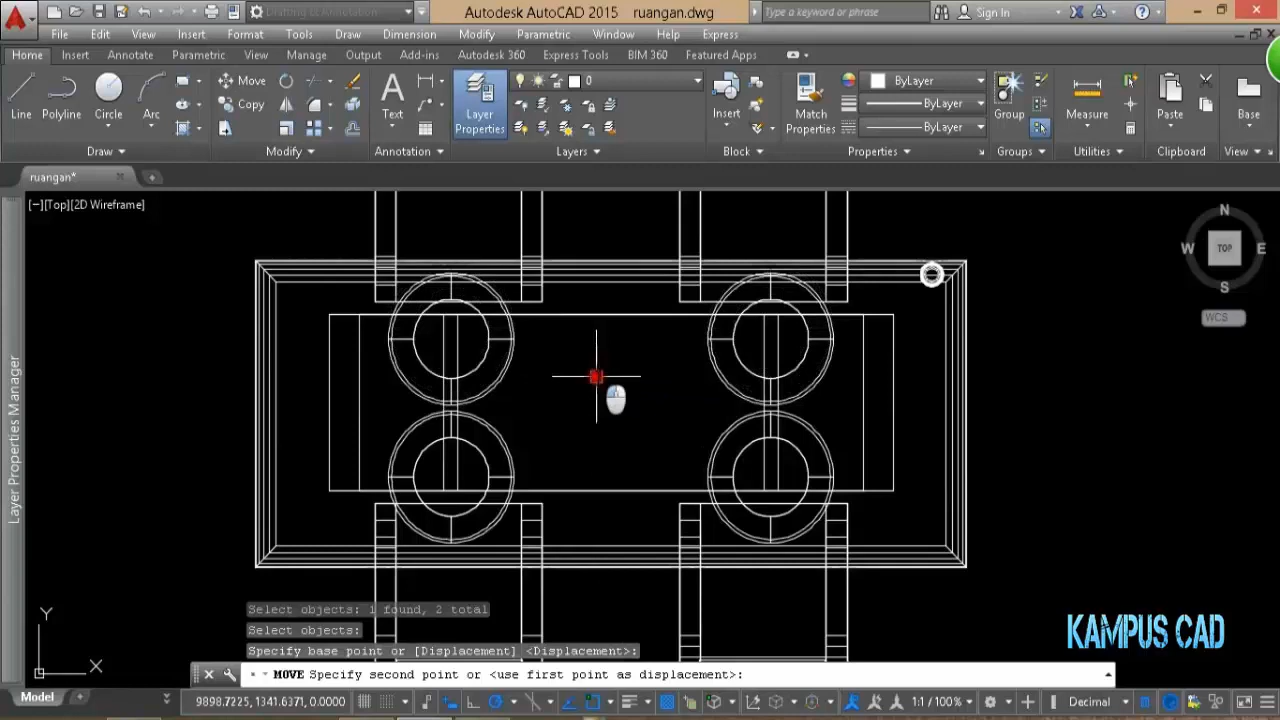 Drafting & Annotation
Autodesk AutoCAD 2015 ruangan.dwg
Type a keyword or phrase
Sign In
File Edit View Insert Format Tools Draw Dimension Modify Parametric Window Help Express
Home Insert Annotate Parametric View Manage Output Add-ins Autodesk 360 Express Tools BIM 360 Featured Apps
Line Polyline Circle Arc
Move
Copy
Text
Layer Properties
0
Insert
Match Properties
ByLayer
ByLayer
ByLayer
Group
Measure
Paste
Base
Draw
Modify
Annotation
Layers
Block
Properties
Groups
Utilities
Clipboard
View
ruangan*
[−][Top][2D Wireframe]
N
W TOP E
S
WCS
Layer Properties Manager
Y
X
Select objects: 1 found, 2 total
Select objects:
Specify base point or [Displacement] <Displacement>:
MOVE Specify second point or <use first point as displacement>:
KAMPUS CAD
Model
9898.7225, 1341.6371, 0.0000
1:1 / 100%
Decimal